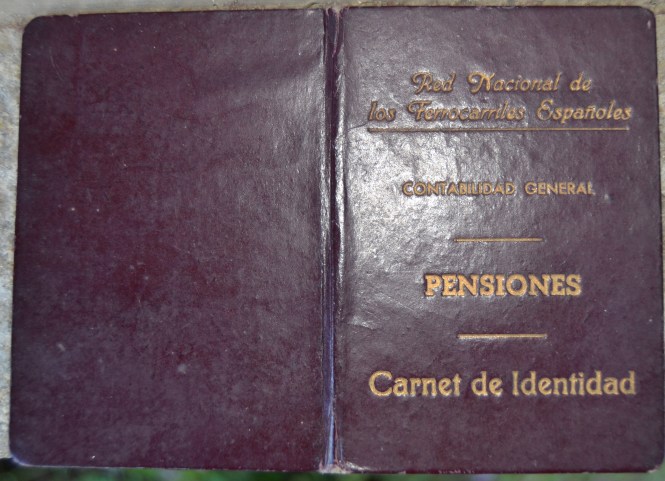 Red Nacional de
los Ferrocarriles Españoles
CONTABILIDAD GENERAL
PENSIONES
Carnet de Identidad